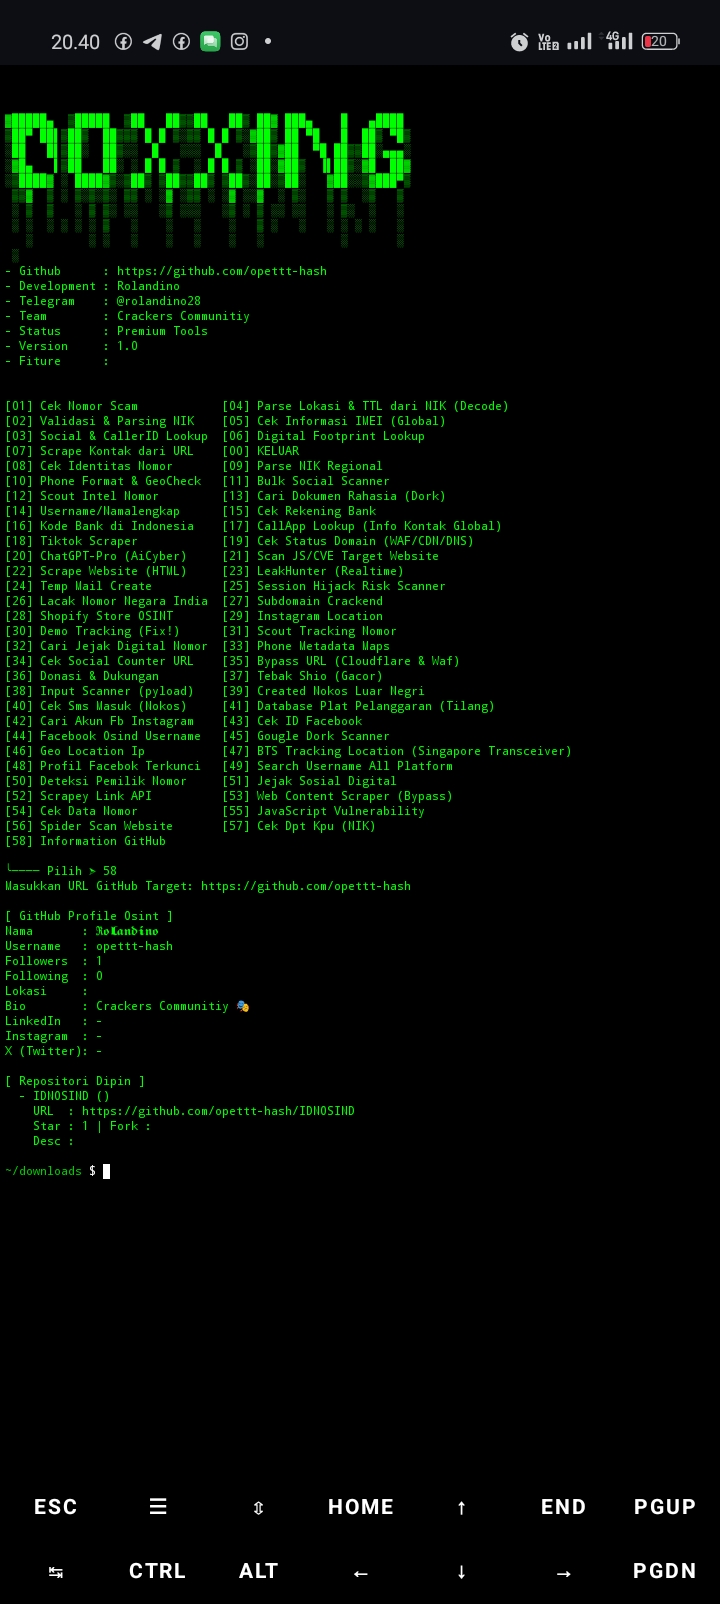 20.40
Vo LTE2 4G 20
DOXXING
- Github : https://github.com/opettt-hash
- Development : Rolandino
- Telegram : @rolandino28
- Team : Crackers Communitiy
- Status : Premium Tools
- Version : 1.0
- Fiture :
[01] Cek Nomor Scam [04] Parse Lokasi & TTL dari NIK (Decode)
[02] Validasi & Parsing NIK [05] Cek Informasi IMEI (Global)
[03] Social & CallerID Lookup [06] Digital Footprint Lookup
[07] Scrape Kontak dari URL [00] KELUAR
[08] Cek Identitas Nomor [09] Parse NIK Regional
[10] Phone Format & GeoCheck [11] Bulk Social Scanner
[12] Scout Intel Nomor [13] Cari Dokumen Rahasia (Dork)
[14] Username/Namalengkap [15] Cek Rekening Bank
[16] Kode Bank di Indonesia [17] CallApp Lookup (Info Kontak Global)
[18] Tiktok Scraper [19] Cek Status Domain (WAF/CDN/DNS)
[20] ChatGPT-Pro (AiCyber) [21] Scan JS/CVE Target Website
[22] Scrape Website (HTML) [23] LeakHunter (Realtime)
[24] Temp Mail Create [25] Session Hijack Risk Scanner
[26] Lacak Nomor Negara India [27] Subdomain Crackend
[28] Shopify Store OSINT [29] Instagram Location
[30] Demo Tracking (Fix!) [31] Scout Tracking Nomor
[32] Cari Jejak Digital Nomor [33] Phone Metadata Maps
[34] Cek Social Counter URL [35] Bypass URL (Cloudflare & Waf)
[36] Donasi & Dukungan [37] Tebak Shio (Gacor)
[38] Input Scanner (pyload) [39] Created Nokos Luar Negri
[40] Cek Sms Masuk (Nokos) [41] Database Plat Pelanggaran (Tilang)
[42] Cari Akun Fb Instagram [43] Cek ID Facebook
[44] Facebook Osind Username [45] Gougle Dork Scanner
[46] Geo Location Ip [47] BTS Tracking Location (Singapore Transceiver)
[48] Profil Facebok Terkunci [49] Search Username All Platform
[50] Deteksi Pemilik Nomor [51] Jejak Sosial Digital
[52] Scrapey Link API [53] Web Content Scraper (Bypass)
[54] Cek Data Nomor [55] JavaScript Vulnerability
[56] Spider Scan Website [57] Cek Dpt Kpu (NIK)
[58] Information GitHub
╰──── Pilih ➤ 58
Masukkan URL GitHub Target: https://github.com/opettt-hash
[ GitHub Profile Osint ]
Nama : 𝕽𝖔𝖑𝖆𝖓𝖉𝖎𝖓𝖔
Username : opettt-hash
Followers : 1
Following : 0
Lokasi :
Bio : Crackers Communitiy 🎭
LinkedIn : -
Instagram : -
X (Twitter): -
[ Repositori Dipin ]
- IDNOSIND ()
URL : https://github.com/opettt-hash/IDNOSIND
Star : 1 | Fork :
Desc :
~/downloads $
ESC ☰ ⇳ HOME ↑ END PGUP
↹ CTRL ALT ← ↓ → PGDN